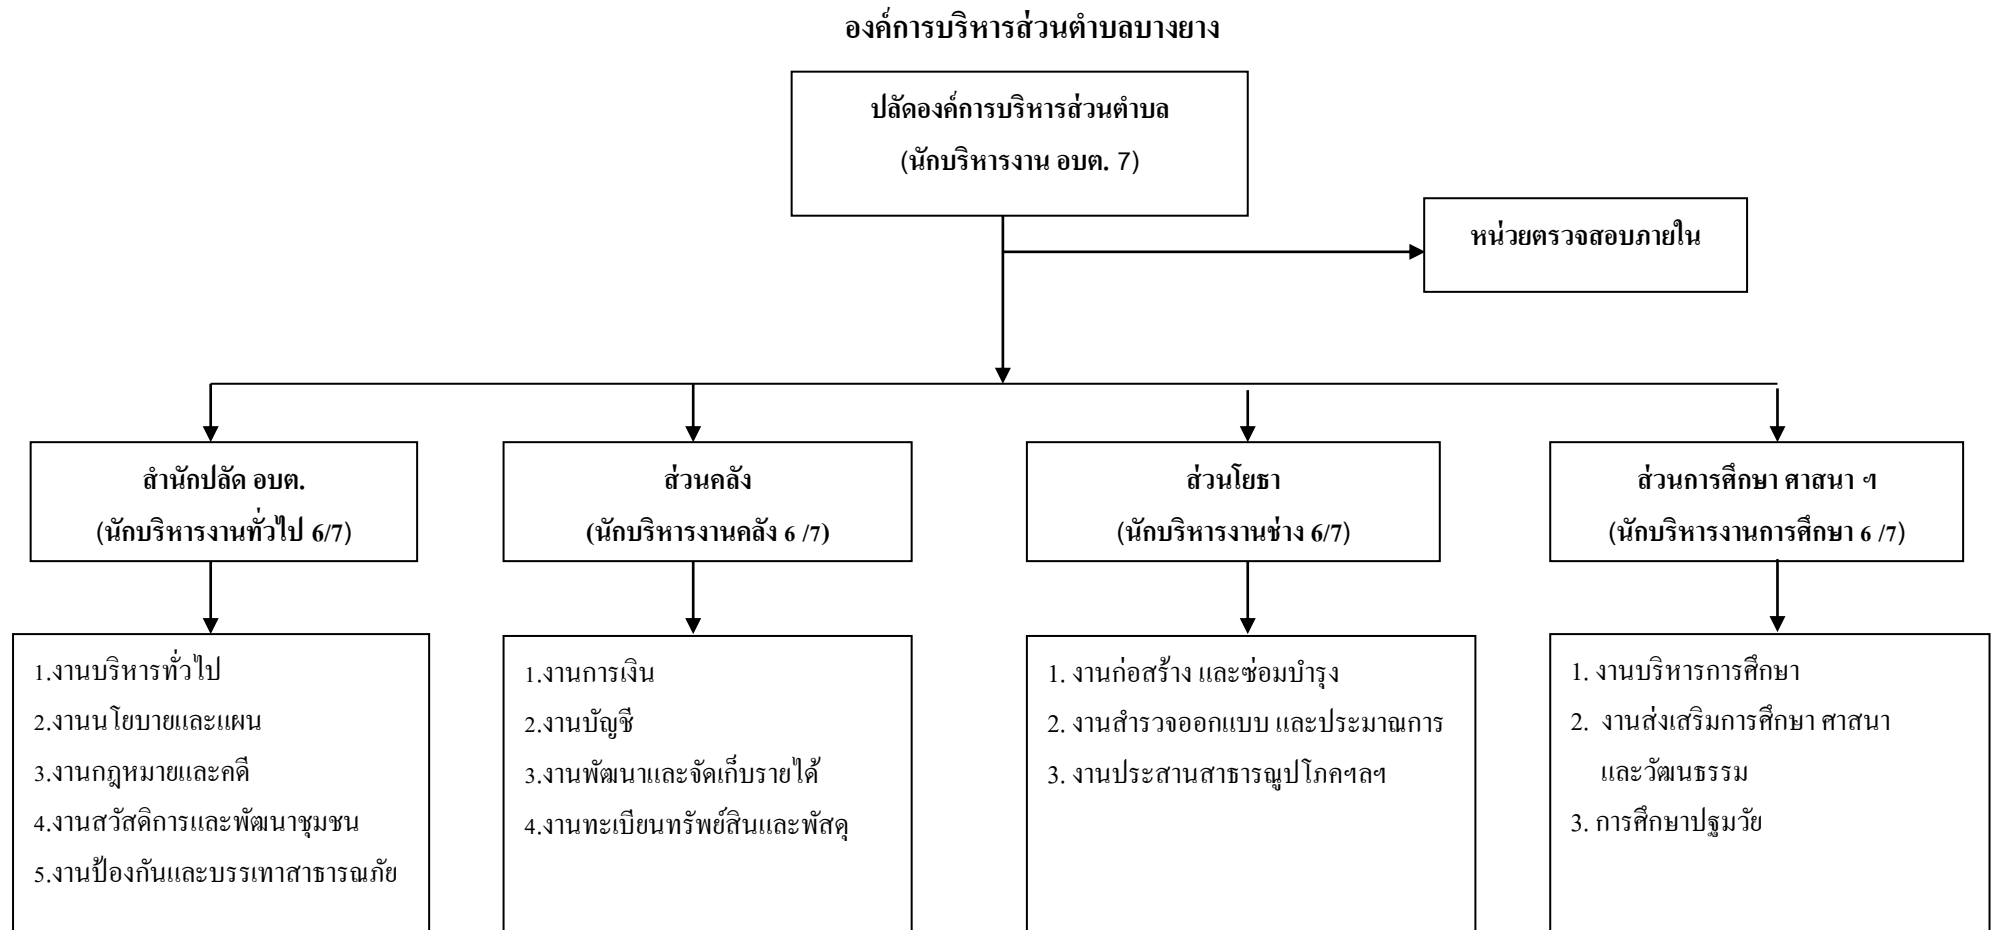 องค์การบริหารส่วนตำบลบางยาง
ปลัดองค์การบริหารส่วนตำบล
(นักบริหารงาน อบต. 7)
หน่วยตรวจสอบภายใน
สำนักปลัด อบต.
(นักบริหารงานทั่วไป 6/7)
ส่วนคลัง
(นักบริหารงานคลัง 6 /7)
ส่วนโยธา
(นักบริหารงานช่าง 6/7)
ส่วนการศึกษา ศาสนา ฯ
(นักบริหารงานการศึกษา 6 /7)
1.งานบริหารทั่วไป
2.งานนโยบายและแผน
3.งานกฎหมายและคดี
4.งานสวัสดิการและพัฒนาชุมชน
5.งานป้องกันและบรรเทาสาธารณภัย
1.งานการเงิน
2.งานบัญชี
3.งานพัฒนาและจัดเก็บรายได้
4.งานทะเบียนทรัพย์สินและพัสดุ
1. งานก่อสร้าง และซ่อมบำรุง
2. งานสำรวจออกแบบ และประมาณการ
3. งานประสานสาธารณูปโภคฯลฯ
1. งานบริหารการศึกษา
2. งานส่งเสริมการศึกษา ศาสนา
และวัฒนธรรม
3. การศึกษาปฐมวัย